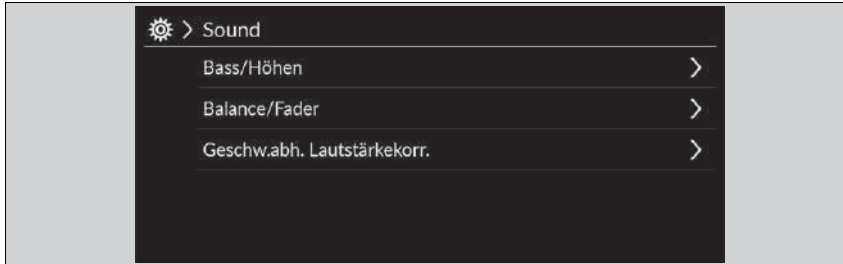 > Sound
Bass/Höhen >
Balance/Fader >
Geschw.abh. Lautstärkekorr. >